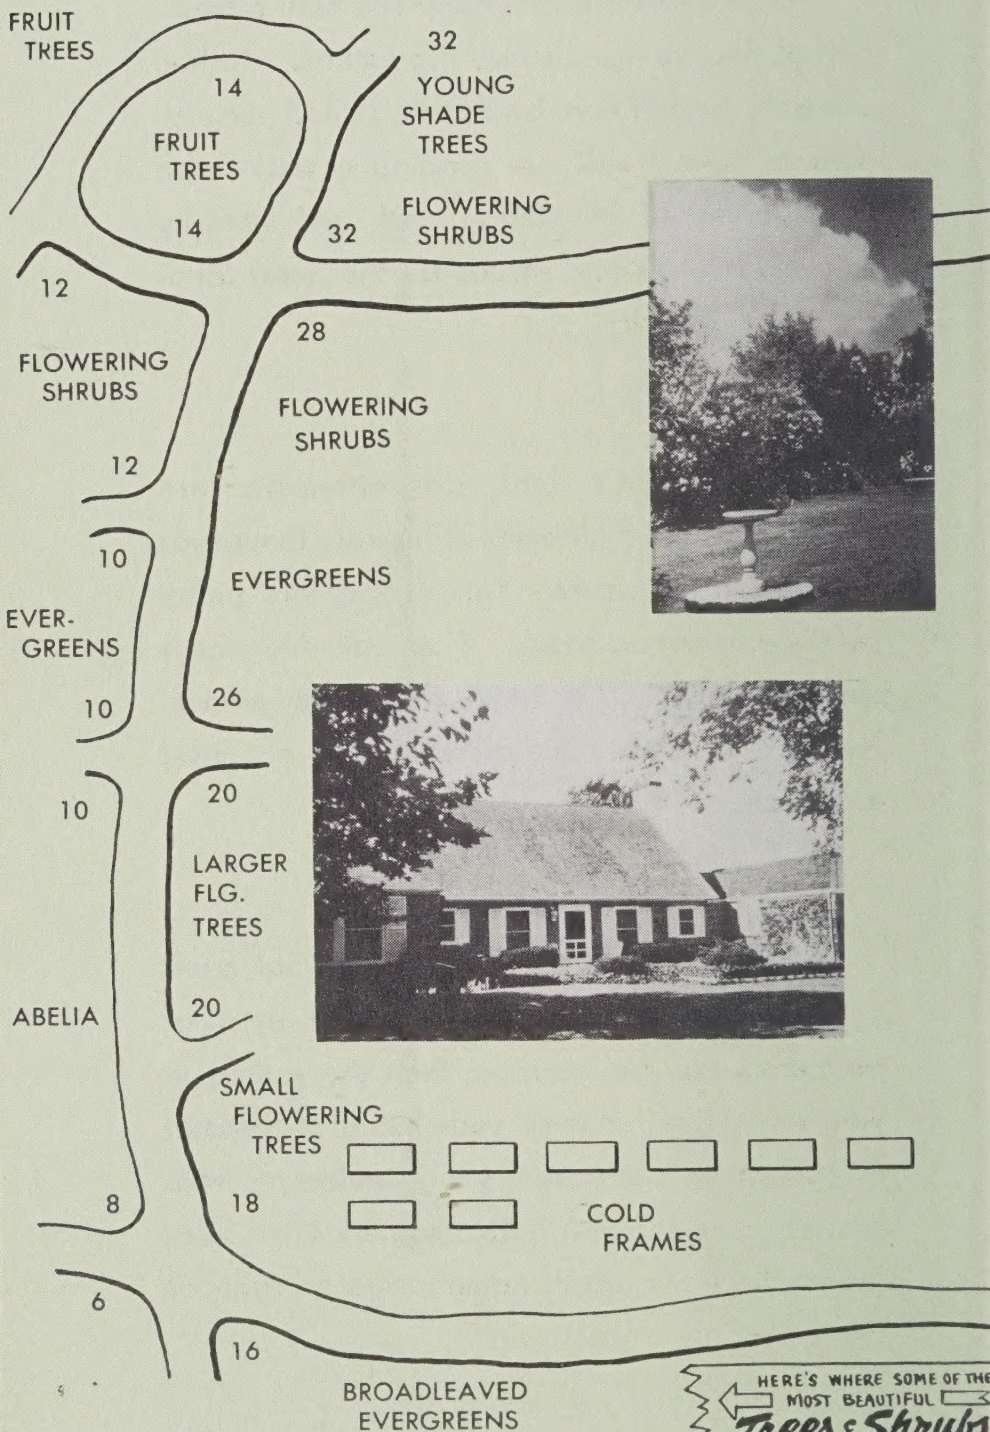 FRUIT
TREES
32
14
YOUNG
SHADE
TREES
FRUIT
TREES
FLOWERING
SHRUBS
14
32
12
28
FLOWERING
SHRUBS
FLOWERING
SHRUBS
12
10
EVERGREENS
EVER-
GREENS
10
26
10
20
LARGER
FLG.
TREES
20
ABELIA
SMALL
FLOWERING
TREES
8
18
COLD
FRAMES
6
16
BROADLEAVED
EVERGREENS
HERE'S WHERE SOME OF THE
MOST BEAUTIFUL
Trees & Shrubs